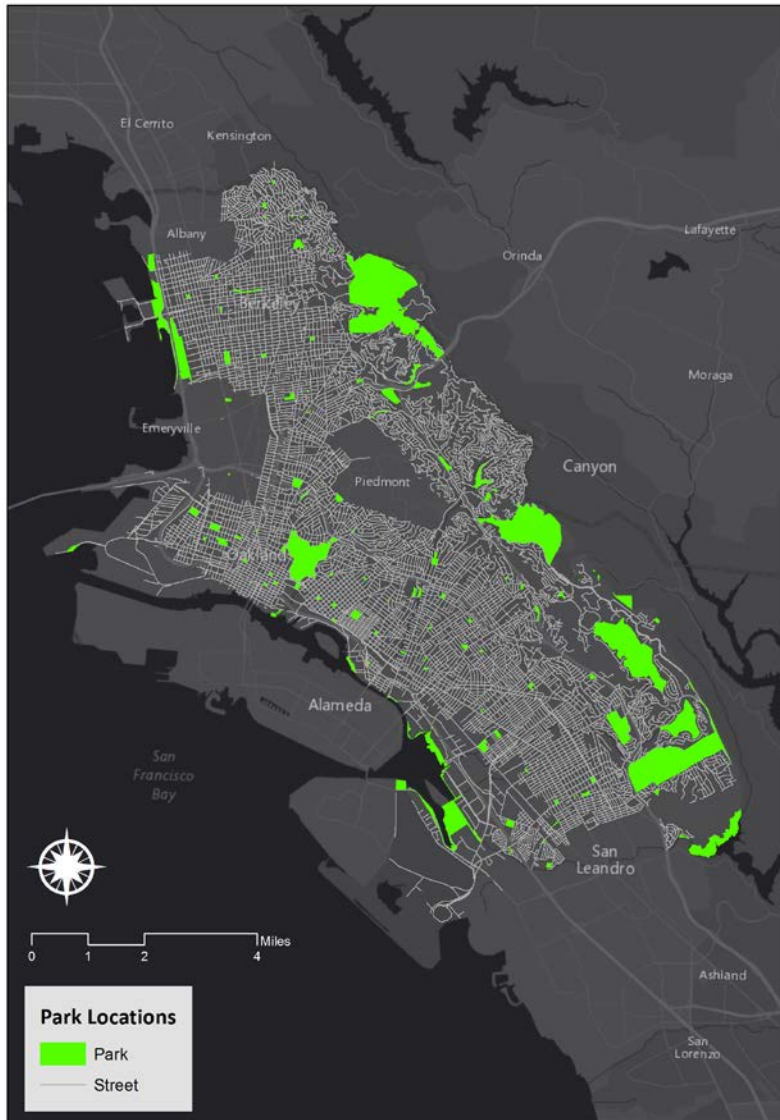 El Cerrito
Kensington
Albany
Lafayette
Orinda
Berkeley
Moraga
Emeryville
Canyon
Piedmont
Oakland
Alameda
San
Francisco
Bay
San
Leandro
Miles
0 1 2 4
Ashland
Park Locations
Park
Street
San
Lorenzo